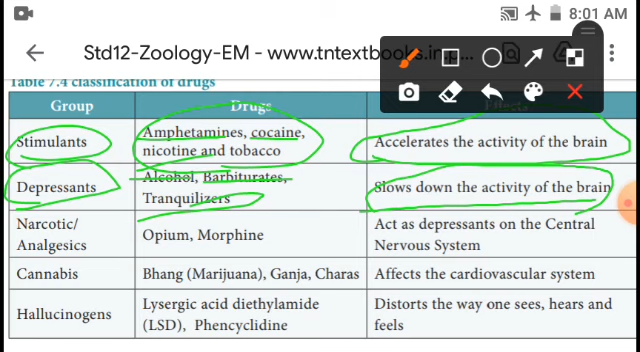 8:01 AM
Std12-Zoology-EM - www.tntextbooks.in.p...
Table 7.4 classification of drugs
Group Drugs Effects
Stimulants Amphetamines, cocaine, nicotine and tobacco Accelerates the activity of the brain
Depressants Alcohol, Barbiturates, Tranquilizers Slows down the activity of the brain
Narcotic/ Analgesics Opium, Morphine Act as depressants on the Central Nervous System
Cannabis Bhang (Marijuana), Ganja, Charas Affects the cardiovascular system
Hallucinogens Lysergic acid diethylamide (LSD), Phencyclidine Distorts the way one sees, hears and feels